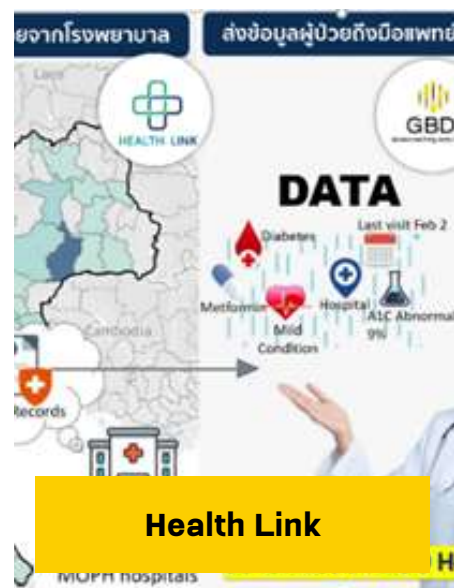 ยจากโรงพยาบาล
ส่งข้อมูลผู้ป่วยถึงมือแพทย์
Laos
HEALTH LINK
GBD
DATA
Diabetes
Last visit Feb 2
Metformin
Mild
Condition
Hospital
A1C Abnormal
9%
Cambodia
Records
Health Link
MOPH hospitals
H